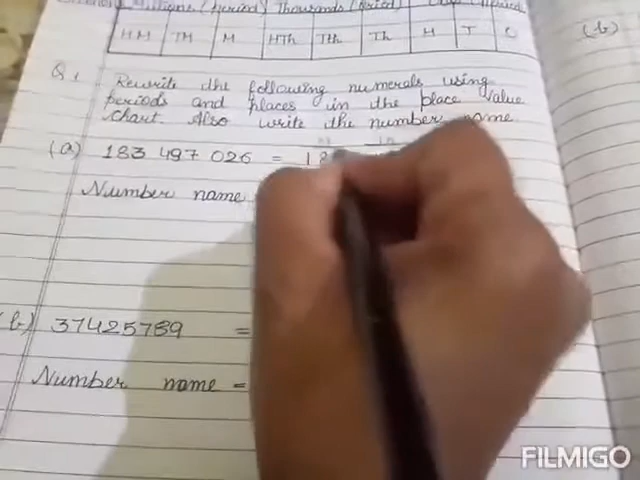 Millions (period) Thousands (Period)
HM TM M HTh TTh Th H T O
(b)
Q. Rewrite the following numerals using
periods and places in the place value
chart. Also write the number name.
(a) 183 497 026 = 18
Number name
(b) 37425789 =
Number name =
FILMIGO